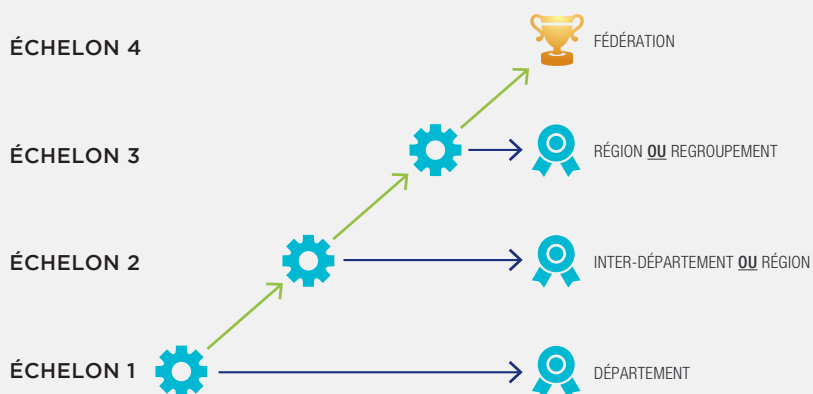 ÉCHELON 4
FÉDÉRATION
ÉCHELON 3
RÉGION OU REGROUPEMENT
ÉCHELON 2
INTER-DÉPARTEMENT OU RÉGION
ÉCHELON 1
DÉPARTEMENT